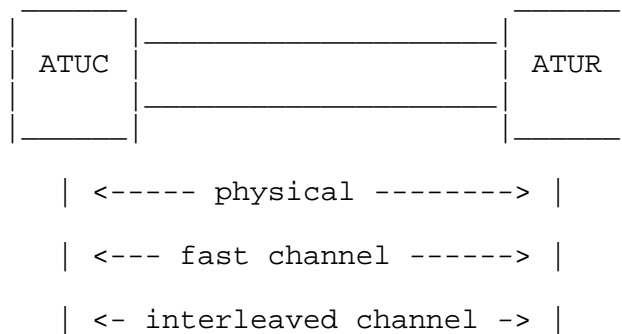 ATUC ATUR
| <----- physical --------> |
| <--- fast channel ------> |
| <- interleaved channel -> |